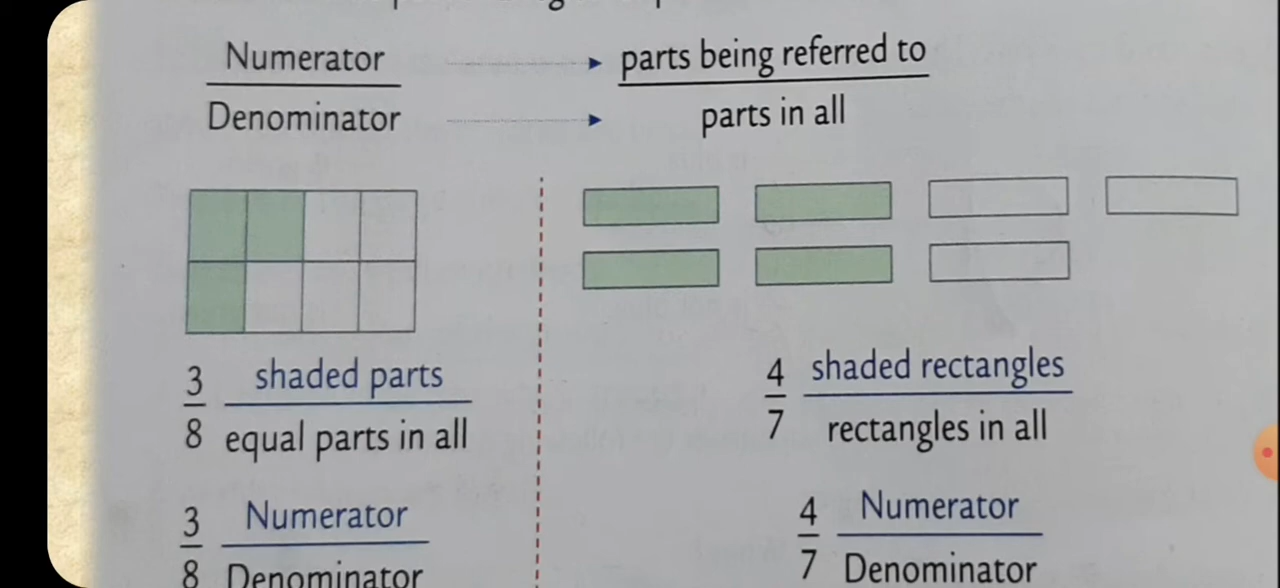 Numerator → parts being referred to
Denominator → parts in all
3 shaded parts
8 equal parts in all
4 shaded rectangles
7 rectangles in all
3 Numerator
8 Denominator
4 Numerator
7 Denominator